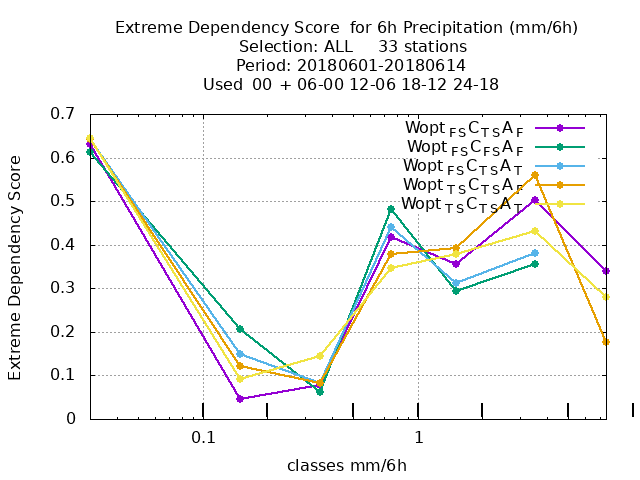 Extreme Dependency Score  for 6h Precipitation (mm/6h)
Selection: ALL     33 stations
Period: 20180601-20180614
Used  00  + 06-00 12-06 18-12 24-18
Wopt FS C TS A F
Wopt FS C FS A F
Wopt FS C TS A T
Wopt TS C TS A F
Wopt TS C TS A T
0.7
0.6
0.5
0.4
0.3
0.2
0.1
0
Extreme Dependency Score
0.1
1
classes mm/6h